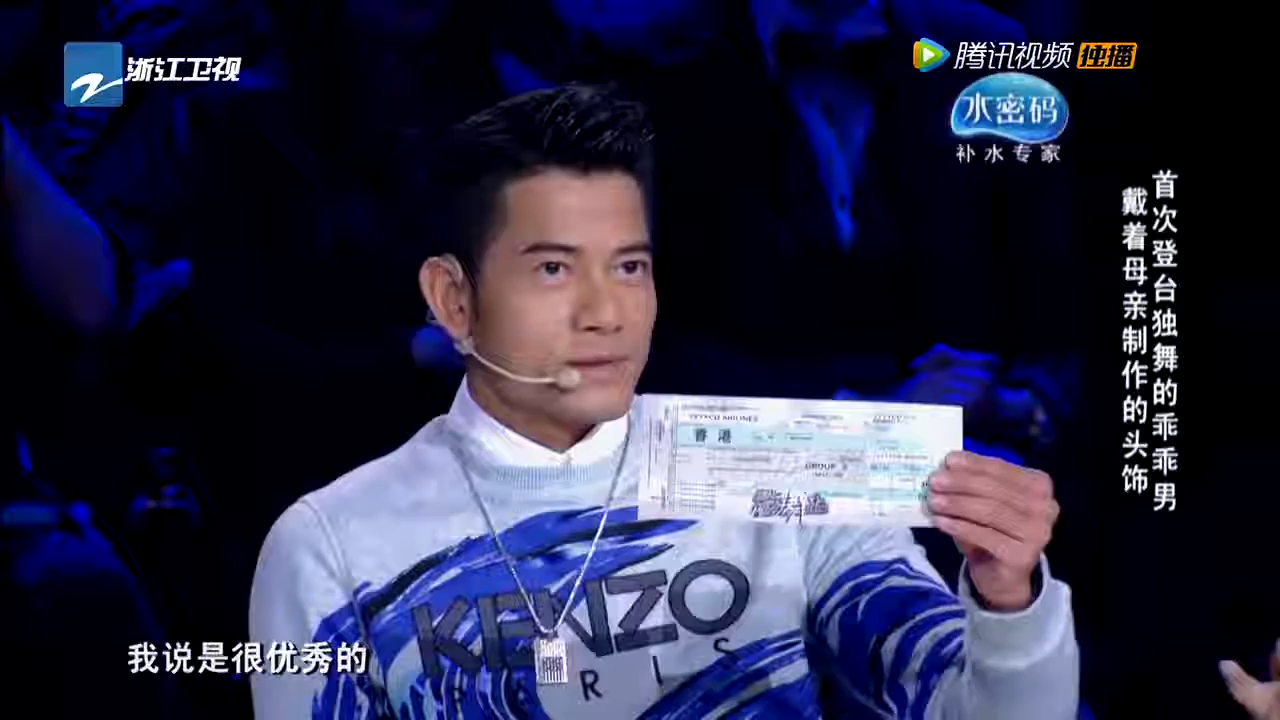 浙江卫视
腾讯视频 独播
水密码
补水专家
首次登台独舞的乖乖男
戴着母亲制作的头饰
香港
GROUP
KENZO
PARIS
我说是很优秀的